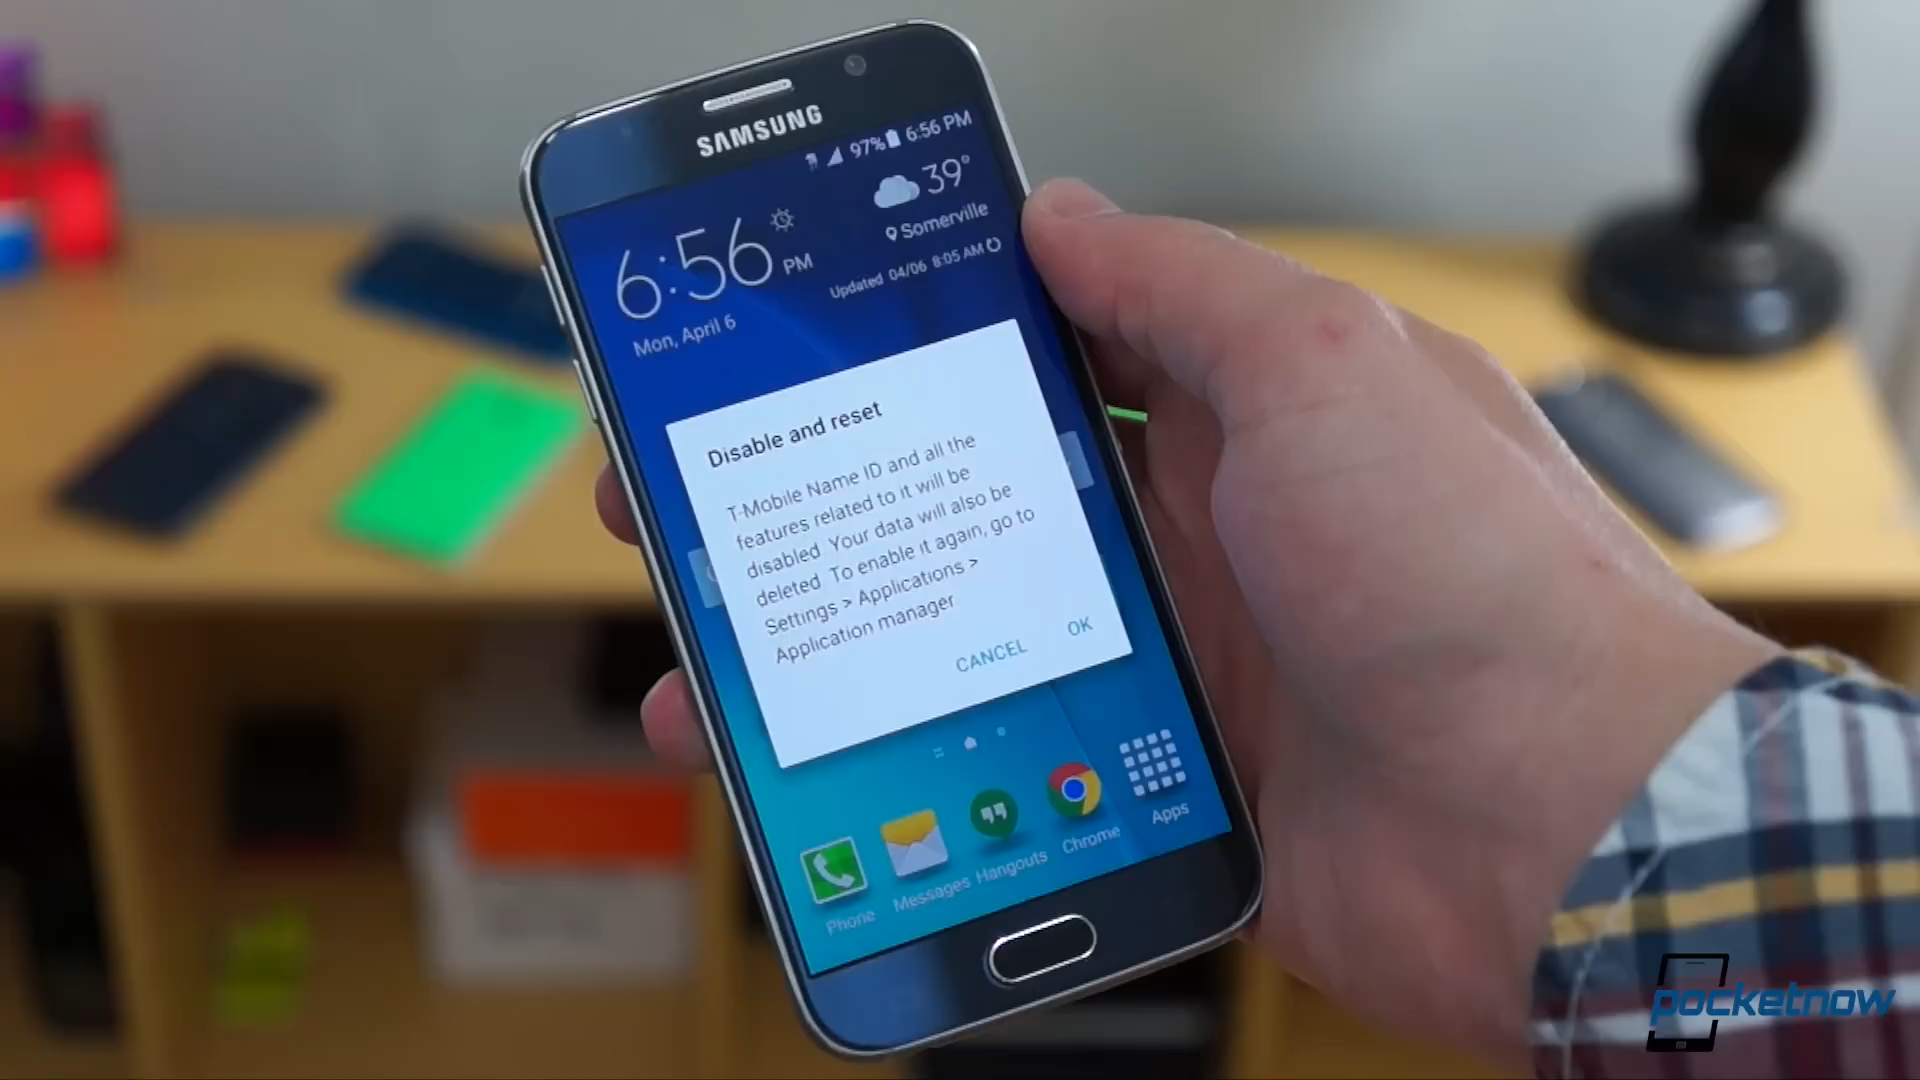 SAMSUNG
97% 6:56 PM
6:56 PM
39°
Somerville
Updated 04/06 8:05 AM
Mon, April 6
Disable and reset
T-Mobile Name ID and all the
features related to it will be
disabled. Your data will also be
deleted. To enable it again, go to
Settings > Applications >
Application manager
CANCEL OK
Phone Messages Hangouts Chrome Apps
pocketnow